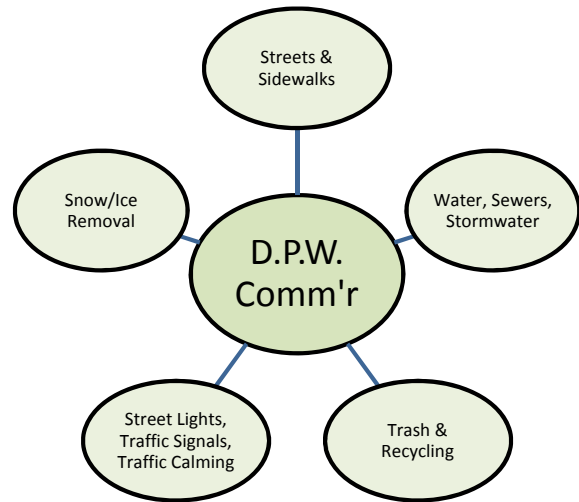 Streets &
Sidewalks
Snow/Ice
Removal
Water, Sewers,
Stormwater
D.P.W.
Comm'r
Street Lights,
Traffic Signals,
Traffic Calming
Trash &
Recycling